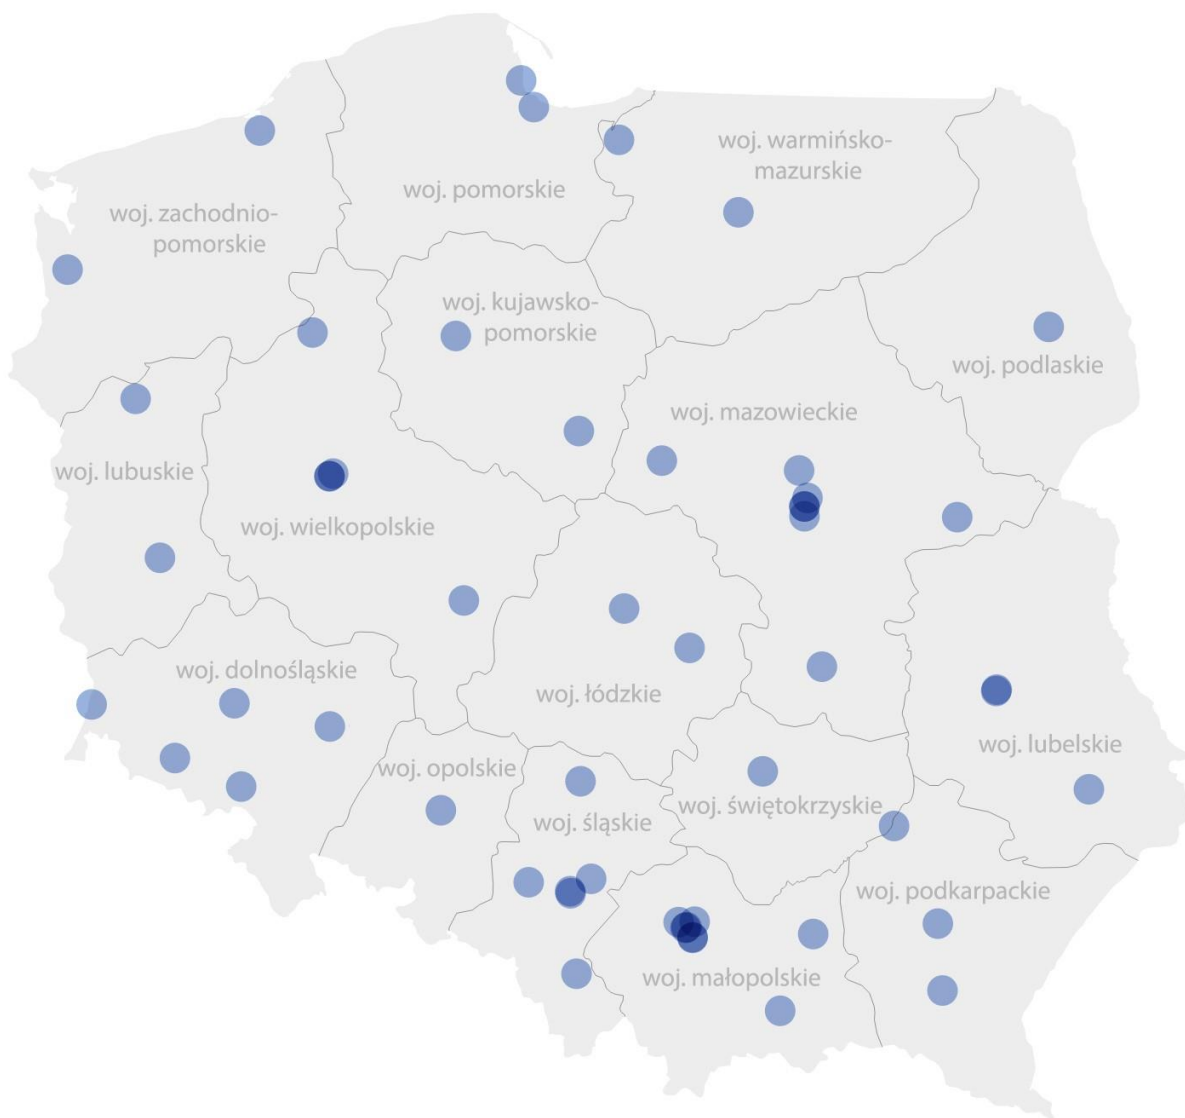 woj. warmińsko-
mazurskie
woj. pomorskie
woj. zachodnio-
pomorskie
woj. kujawsko-
pomorskie
woj. podlaskie
woj. mazowieckie
woj. lubuskie
woj. wielkopolskie
woj. dolnośląskie
woj. łódzkie
woj. lubelskie
woj. opolskie
woj. świętokrzyskie
woj. śląskie
woj. podkarpackie
woj. małopolskie